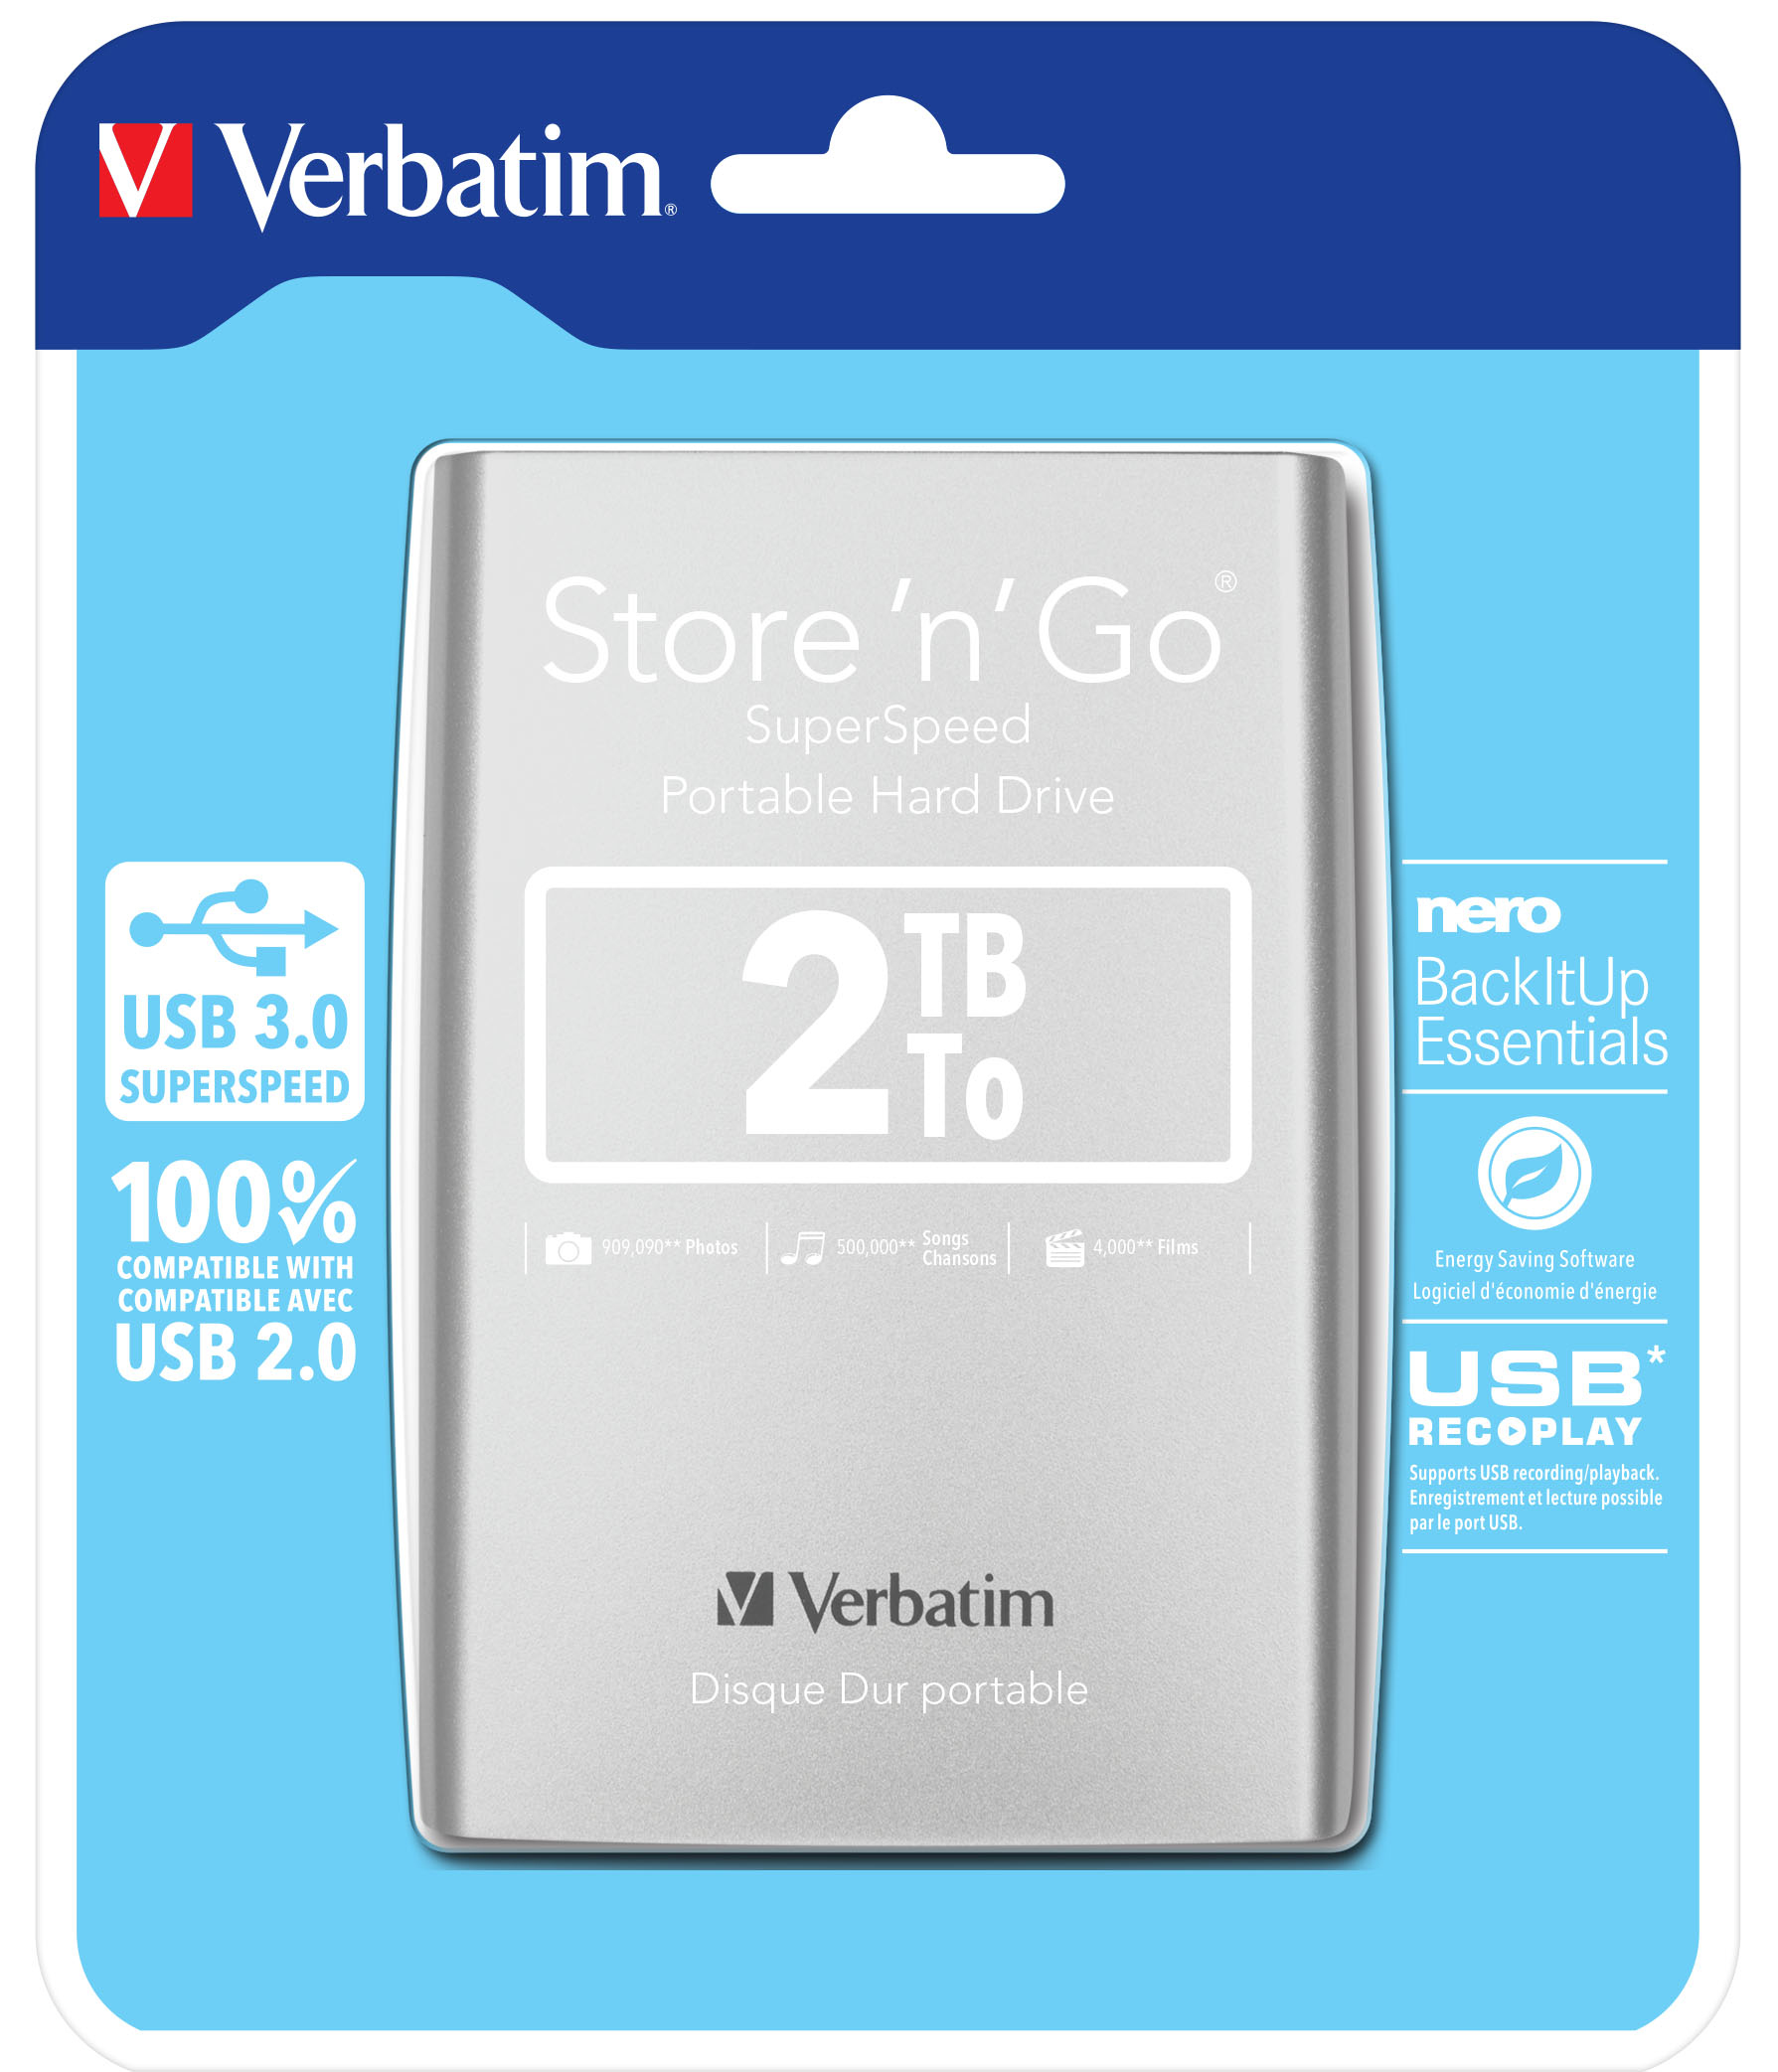 Verbatim®
Store 'n' Go®
SuperSpeed
Portable Hard Drive
2 TB
To
909,090** Photos
500,000** Songs
Chansons
4,000** Films
Verbatim
Disque Dur portable
USB 3.0
SUPERSPEED
100%
COMPATIBLE WITH
COMPATIBLE AVEC
USB 2.0
nero
BackItUp
Essentials
Energy Saving Software
Logiciel d'économie d'énergie
USB*
RECOPLAY
Supports USB recording/playback.
Enregistrement et lecture possible
par le port USB.